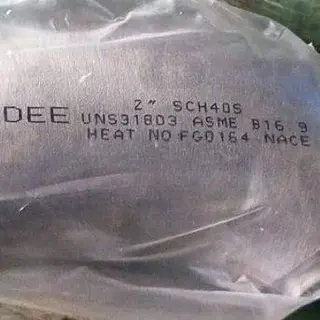 2" SCH40S
DEE UNS31803 ASME B16.9
HEAT NO FG0164 NACE